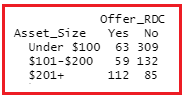 Offer_RDC
Asset_Size Yes No
Under $100 63 309
$101-$200 59 132
$201+ 112 85